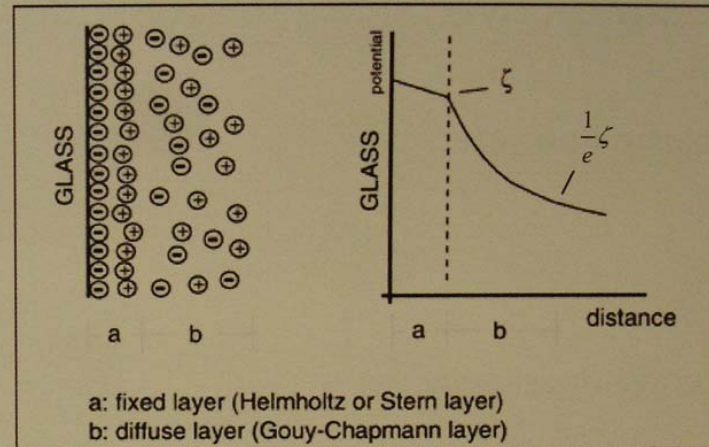 GLASS
a b
potential
GLASS
ζ
1/e ζ
distance
a b
a: fixed layer (Helmholtz or Stern layer)
b: diffuse layer (Gouy-Chapmann layer)